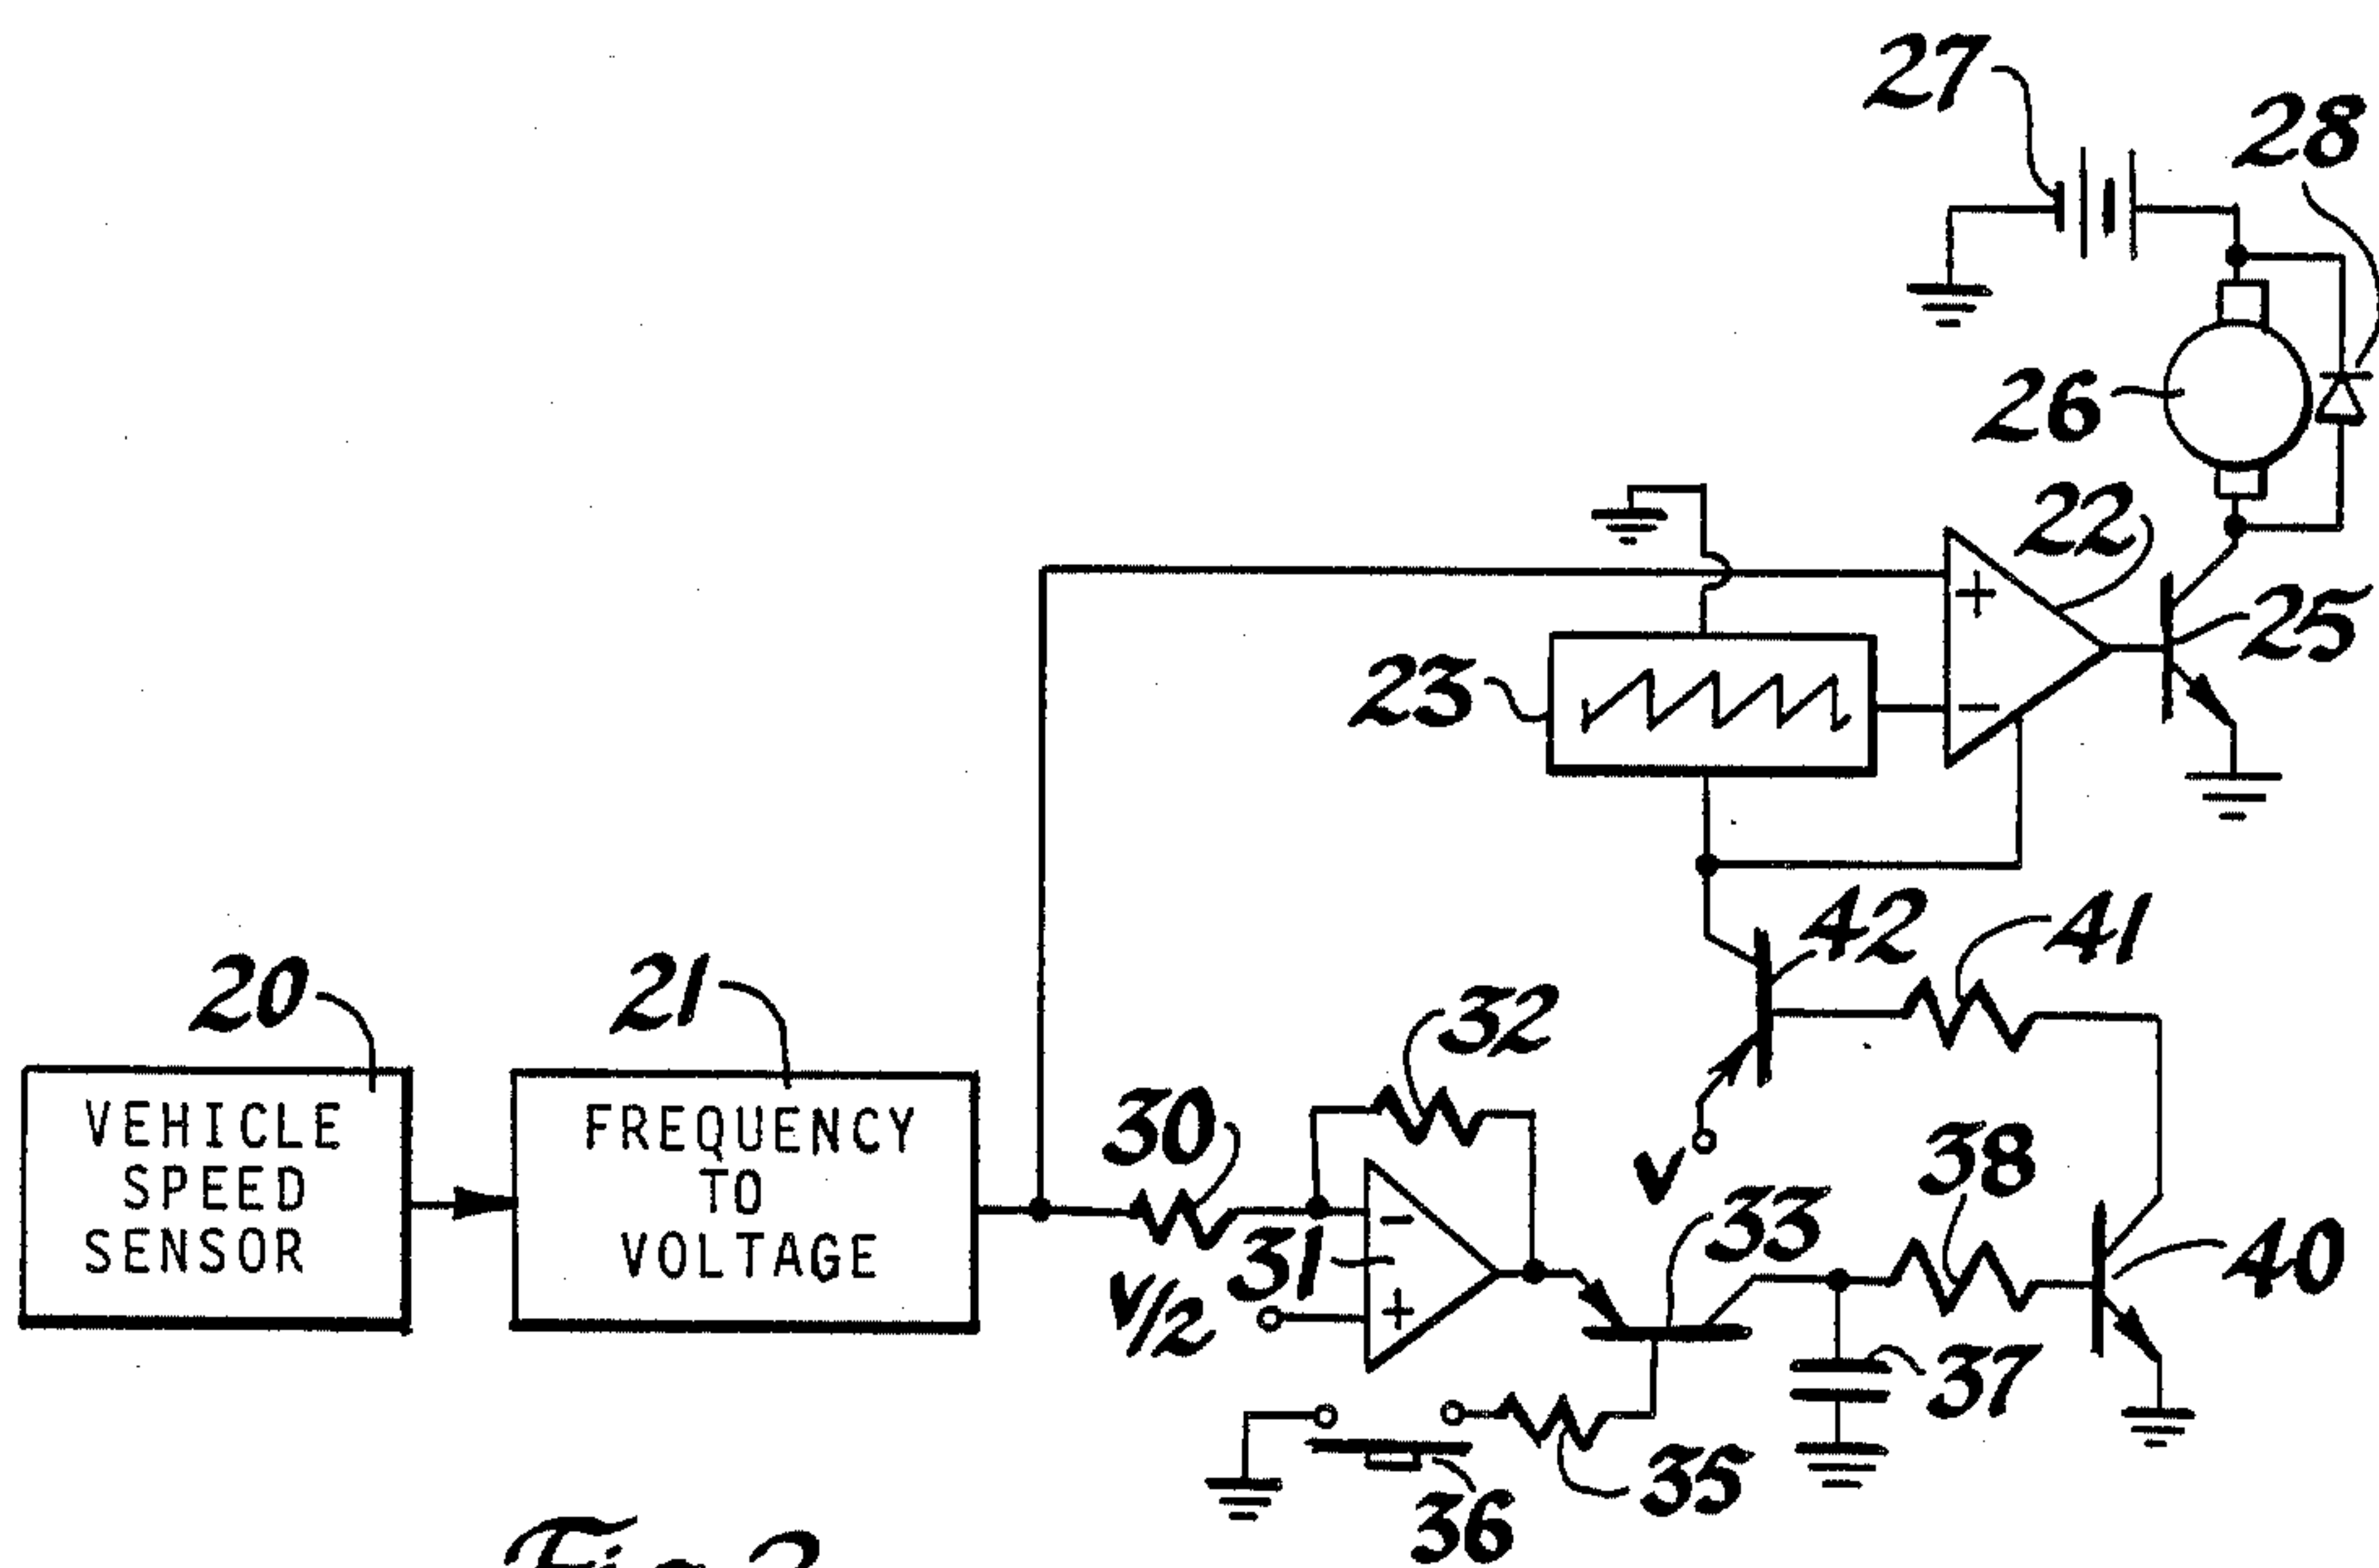 27
28
26
22
25
23
42
41
20
21
32
VEHICLE
SPEED
SENSOR
FREQUENCY
TO
VOLTAGE
30
V
38
33
31
V/2
40
37
35
36
+
−
−
+